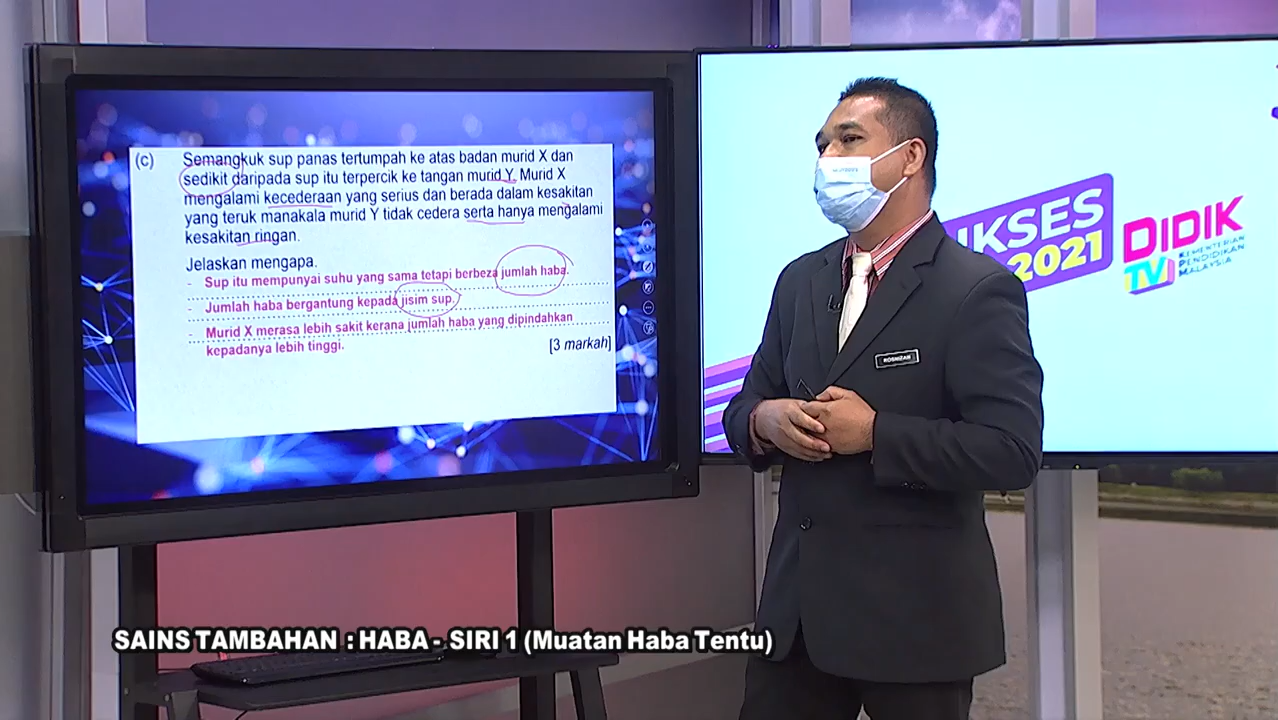 (c) Semangkuk sup panas tertumpah ke atas badan murid X dan
sedikit daripada sup itu terpercik ke tangan murid Y. Murid X
mengalami kecederaan yang serius dan berada dalam kesakitan
yang teruk manakala murid Y tidak cedera serta hanya mengalami
kesakitan ringan.
Jelaskan mengapa.
- Sup itu mempunyai suhu yang sama tetapi berbeza jumlah haba.
- Jumlah haba bergantung kepada jisim sup.
- Murid X merasa lebih sakit kerana jumlah haba yang dipindahkan
kepadanya lebih tinggi.
[3 markah]
UKSES
2021
DIDIK
TV
KEMENTERIAN
PENDIDIKAN
MALAYSIA
ROSHIZAN
SAINS TAMBAHAN : HABA - SIRI 1 (Muatan Haba Tentu)